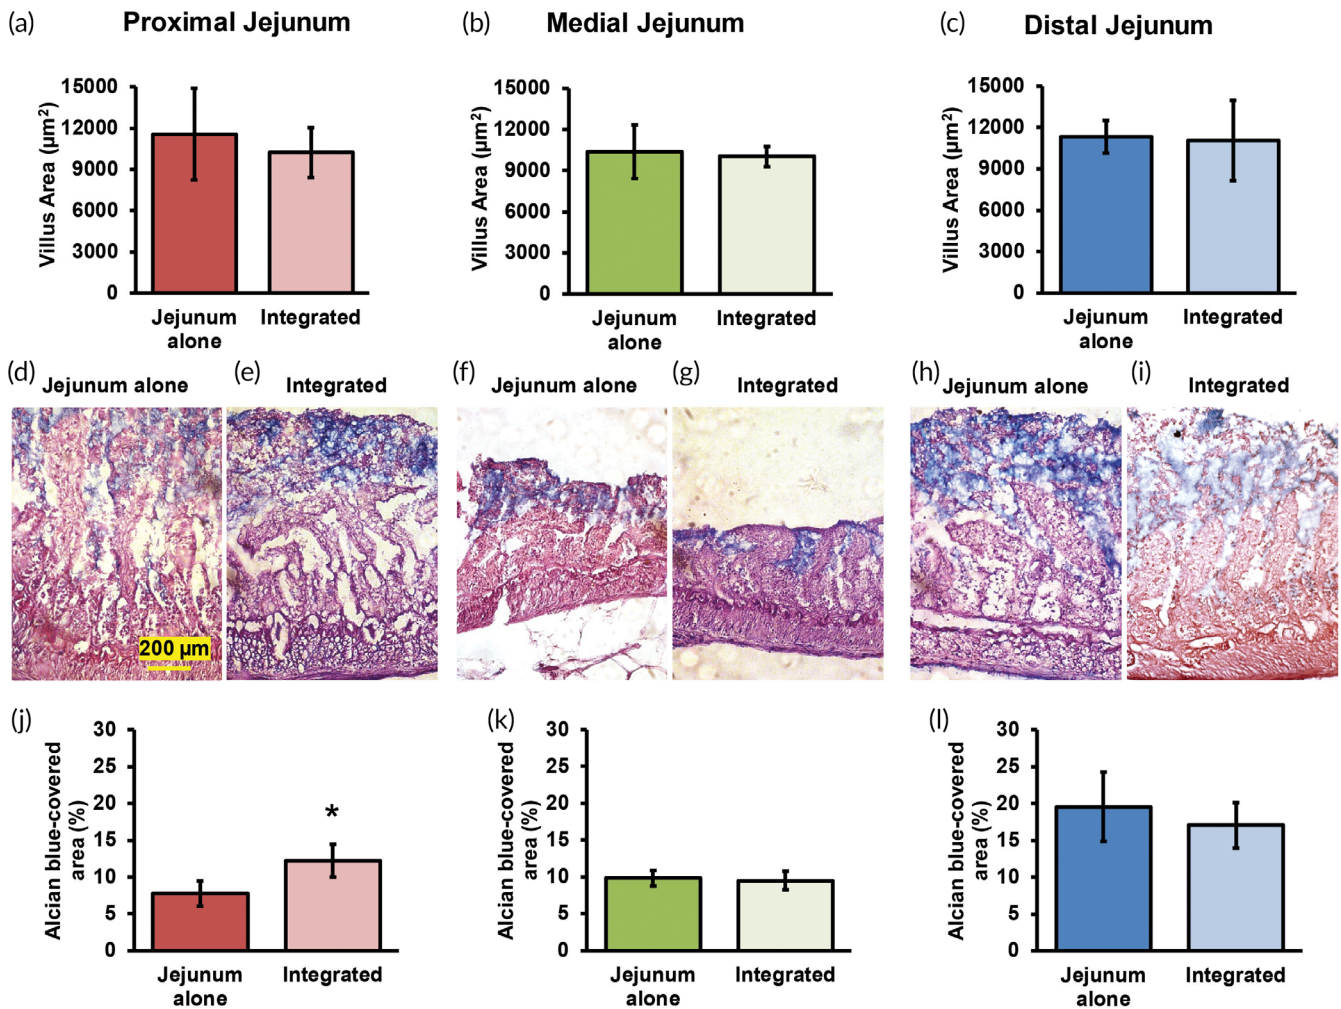 (a) Proximal Jejunum
(b) Medial Jejunum
(c) Distal Jejunum
Villus Area (µm²)
15000
12000
9000
6000
3000
0
Jejunum alone
Integrated
Villus Area (µm²)
15000
12000
9000
6000
3000
0
Jejunum alone
Integrated
Villus Area (µm²)
15000
12000
9000
6000
3000
0
Jejunum alone
Integrated
(d) Jejunum alone
(e) Integrated
(f) Jejunum alone
(g) Integrated
(h) Jejunum alone
(i) Integrated
200 µm
(j)
Alcian blue-covered
area (%)
30
25
20
15
10
5
0
*
Jejunum
alone
Integrated
(k)
Alcian blue-covered
area (%)
30
25
20
15
10
5
0
Jejunum
alone
Integrated
(l)
Alcian blue-covered
area (%)
30
25
20
15
10
5
0
Jejunum
alone
Integrated